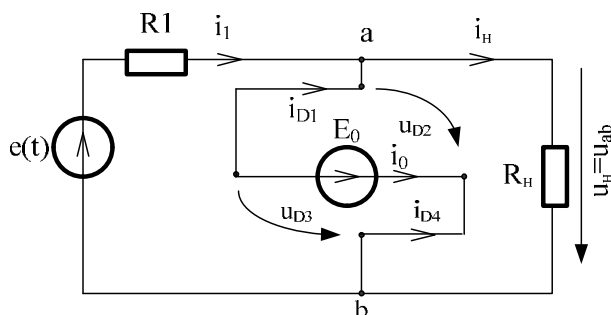 R1
i₁
a
iн
iD1
E₀
uD2
i₀
e(t)
Rн
uн=uab
uD3
iD4
b